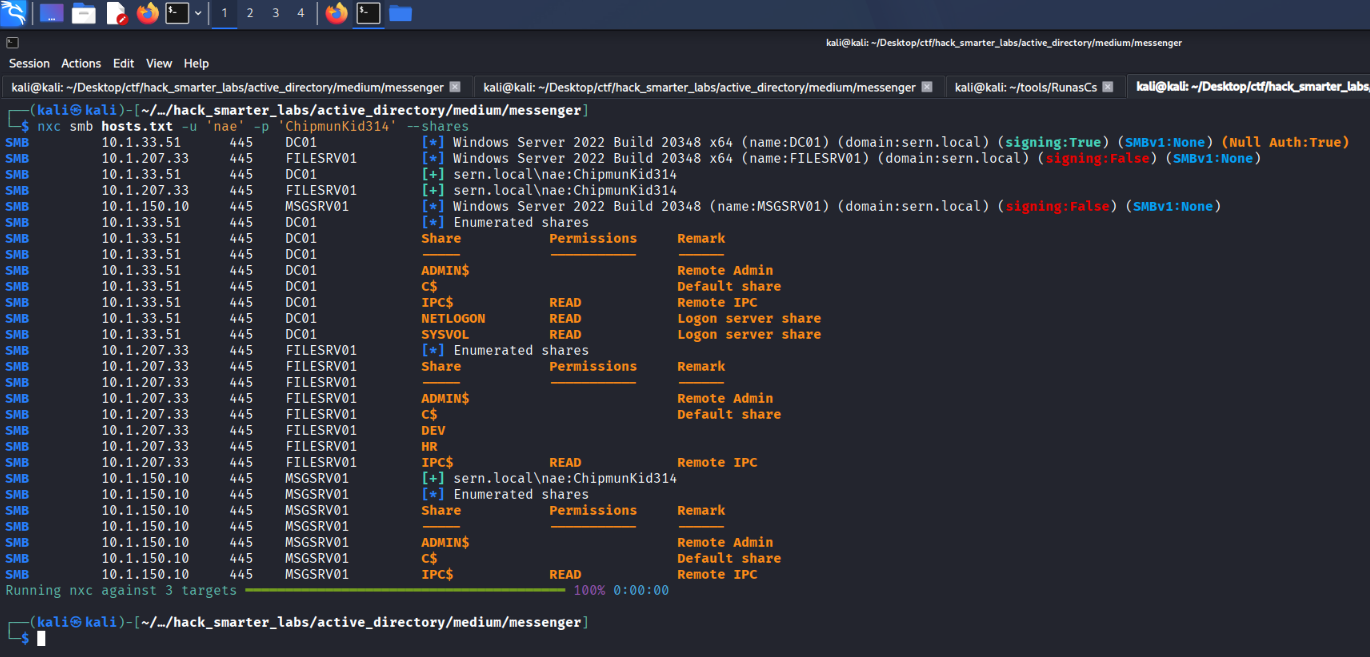 1 2 3 4
kali@kali: ~/Desktop/ctf/hack_smarter_labs/active_directory/medium/messenger
Session Actions Edit View Help
kali@kali: ~/Desktop/ctf/hack_smarter_labs/active_directory/medium/messenger kali@kali: ~/Desktop/ctf/hack_smarter_labs/active_directory/medium/messenger kali@kali: ~/tools/RunasCs kali@kali: ~/Desktop/ctf/hack_smarter_labs
┌──(kali㉿kali)-[~/…/hack_smarter_labs/active_directory/medium/messenger]
└─$ nxc smb hosts.txt -u 'nae' -p 'ChipmunKid314' --shares
SMB 10.1.33.51 445 DC01 [*] Windows Server 2022 Build 20348 x64 (name:DC01) (domain:sern.local) (signing:True) (SMBv1:None) (Null Auth:True)
SMB 10.1.207.33 445 FILESRV01 [*] Windows Server 2022 Build 20348 x64 (name:FILESRV01) (domain:sern.local) (signing:False) (SMBv1:None)
SMB 10.1.33.51 445 DC01 [+] sern.local\nae:ChipmunKid314
SMB 10.1.207.33 445 FILESRV01 [+] sern.local\nae:ChipmunKid314
SMB 10.1.150.10 445 MSGSRV01 [*] Windows Server 2022 Build 20348 (name:MSGSRV01) (domain:sern.local) (signing:False) (SMBv1:None)
SMB 10.1.33.51 445 DC01 [*] Enumerated shares
SMB 10.1.33.51 445 DC01 Share Permissions Remark
SMB 10.1.33.51 445 DC01 ----- ----------- ------
SMB 10.1.33.51 445 DC01 ADMIN$ Remote Admin
SMB 10.1.33.51 445 DC01 C$ Default share
SMB 10.1.33.51 445 DC01 IPC$ READ Remote IPC
SMB 10.1.33.51 445 DC01 NETLOGON READ Logon server share
SMB 10.1.33.51 445 DC01 SYSVOL READ Logon server share
SMB 10.1.207.33 445 FILESRV01 [*] Enumerated shares
SMB 10.1.207.33 445 FILESRV01 Share Permissions Remark
SMB 10.1.207.33 445 FILESRV01 ----- ----------- ------
SMB 10.1.207.33 445 FILESRV01 ADMIN$ Remote Admin
SMB 10.1.207.33 445 FILESRV01 C$ Default share
SMB 10.1.207.33 445 FILESRV01 DEV
SMB 10.1.207.33 445 FILESRV01 HR
SMB 10.1.207.33 445 FILESRV01 IPC$ READ Remote IPC
SMB 10.1.150.10 445 MSGSRV01 [+] sern.local\nae:ChipmunKid314
SMB 10.1.150.10 445 MSGSRV01 [*] Enumerated shares
SMB 10.1.150.10 445 MSGSRV01 Share Permissions Remark
SMB 10.1.150.10 445 MSGSRV01 ----- ----------- ------
SMB 10.1.150.10 445 MSGSRV01 ADMIN$ Remote Admin
SMB 10.1.150.10 445 MSGSRV01 C$ Default share
SMB 10.1.150.10 445 MSGSRV01 IPC$ READ Remote IPC
Running nxc against 3 targets 100% 0:00:00
┌──(kali㉿kali)-[~/…/hack_smarter_labs/active_directory/medium/messenger]
└─$